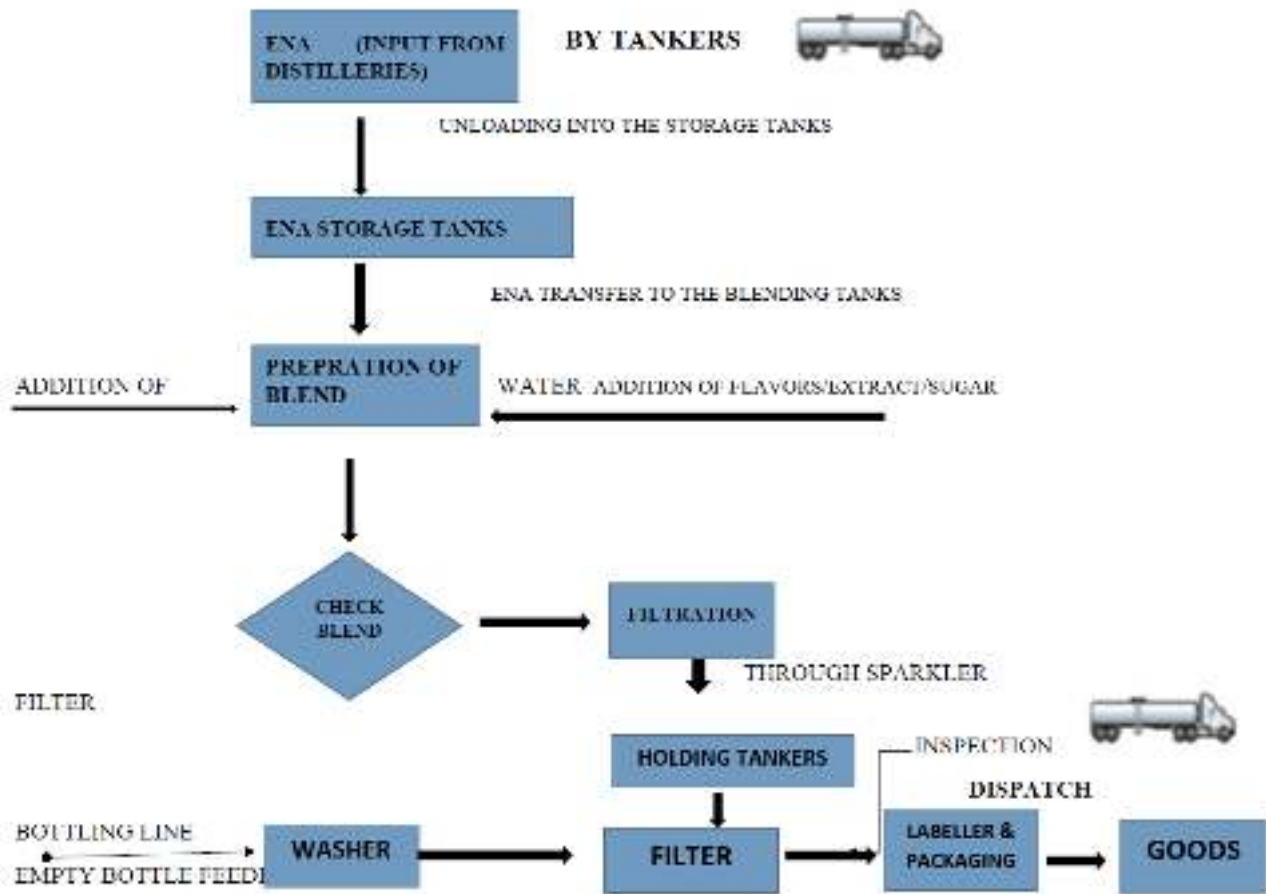 ENA (INPUT FROM
DISTILLERIES)
BY TANKERS
UNLOADING INTO THE STORAGE TANKS
ENA STORAGE TANKS
ENA TRANSFER TO THE BLENDING TANKS
PREPRATION OF
BLEND
ADDITION OF
WATER ADDITION OF FLAVORS/EXTRACT/SUGAR
CHECK
BLEND
FILTRATION
THROUGH SPARKLER
FILTER
HOLDING TANKERS
INSPECTION
DISPATCH
BOTTLING LINE
EMPTY BOTTLE
WASHER
FILTER
LABELLER &
PACKAGING
GOODS